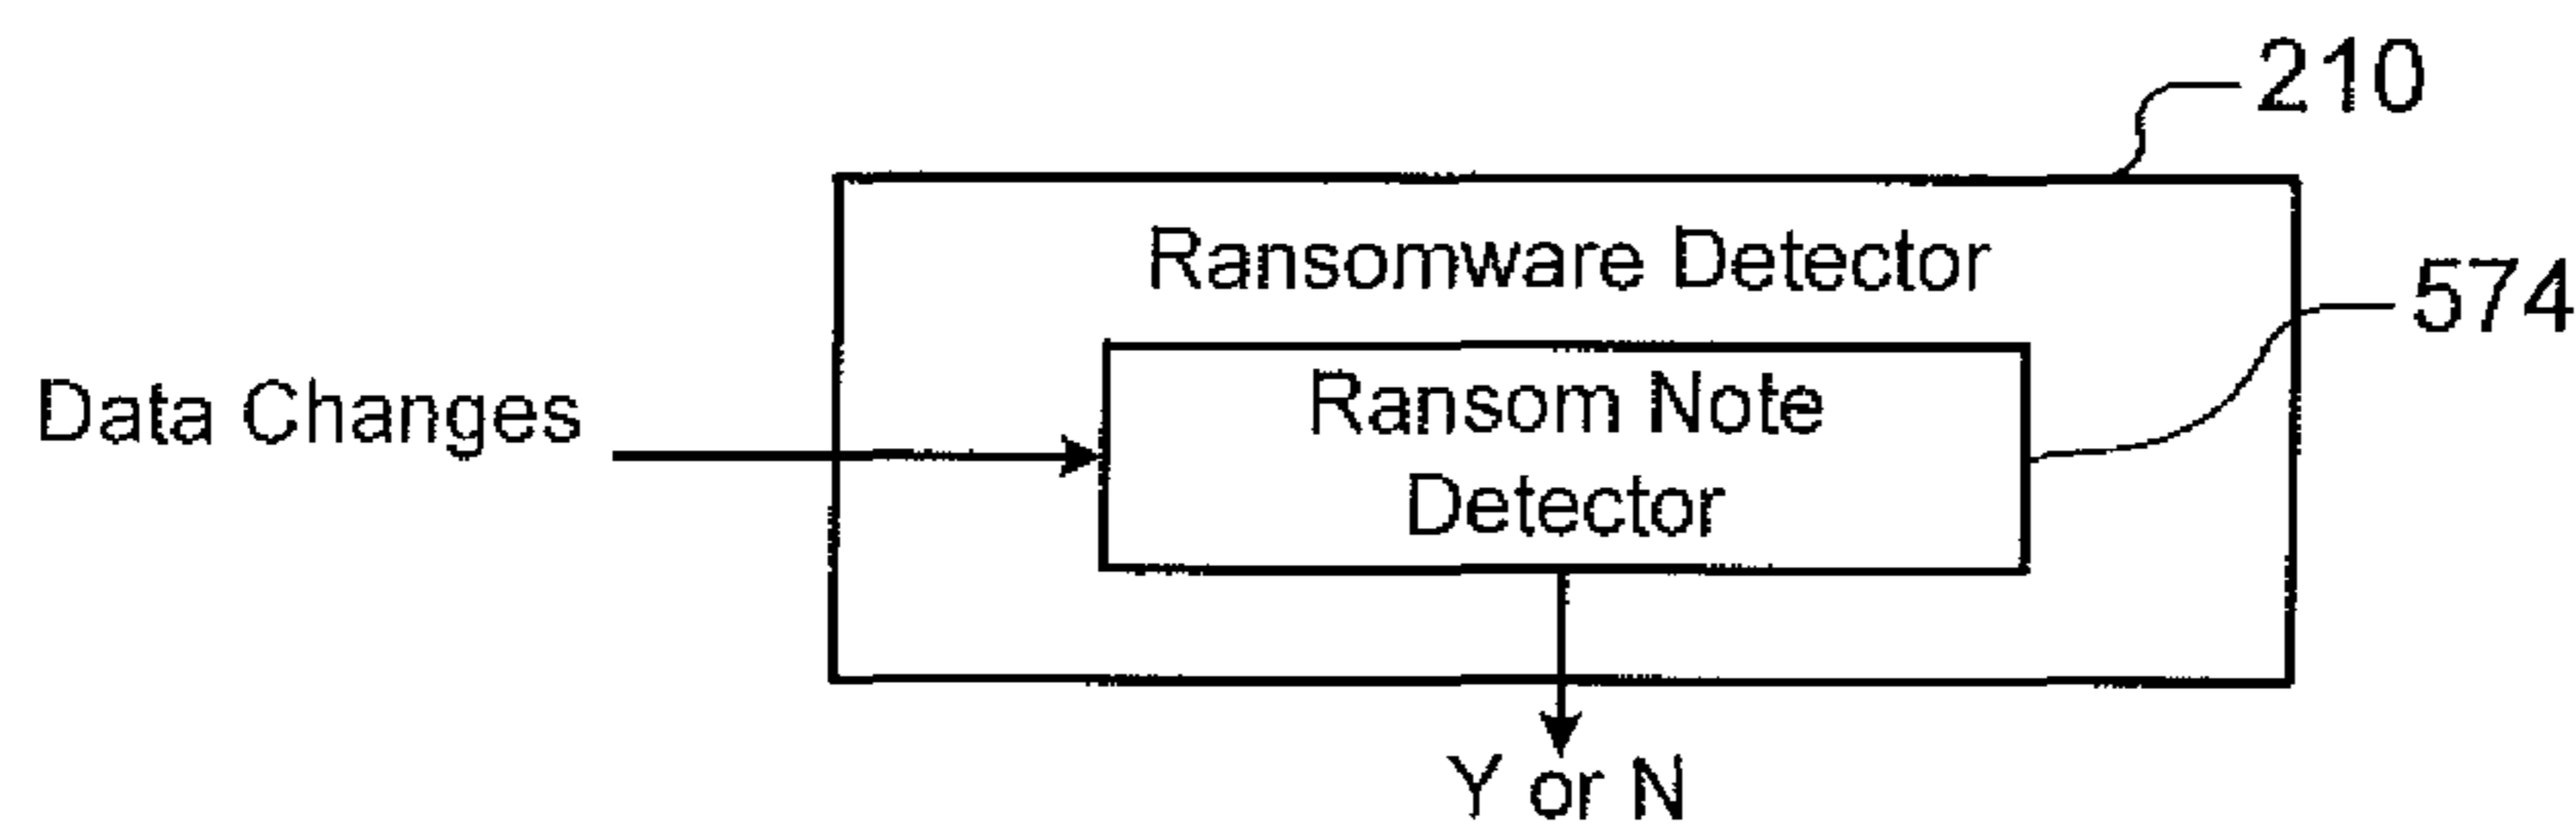 210
Ransomware Detector
574
Ransom Note
Data Changes
Detector
Y or N